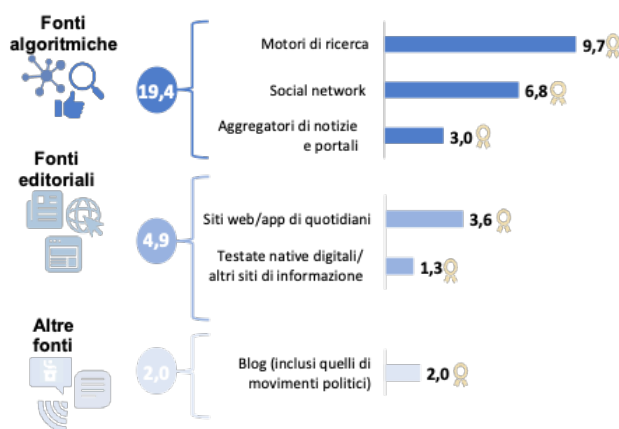 Fonti
algoritmiche
19,4
Motori di ricerca
9,7
Social network
6,8
Aggregatori di notizie
e portali
3,0
Fonti
editoriali
4,9
Siti web/app di quotidiani
3,6
Testate native digitali/
altri siti di informazione
1,3
Altre
fonti
2,0
Blog (inclusi quelli di
movimenti politici)
2,0